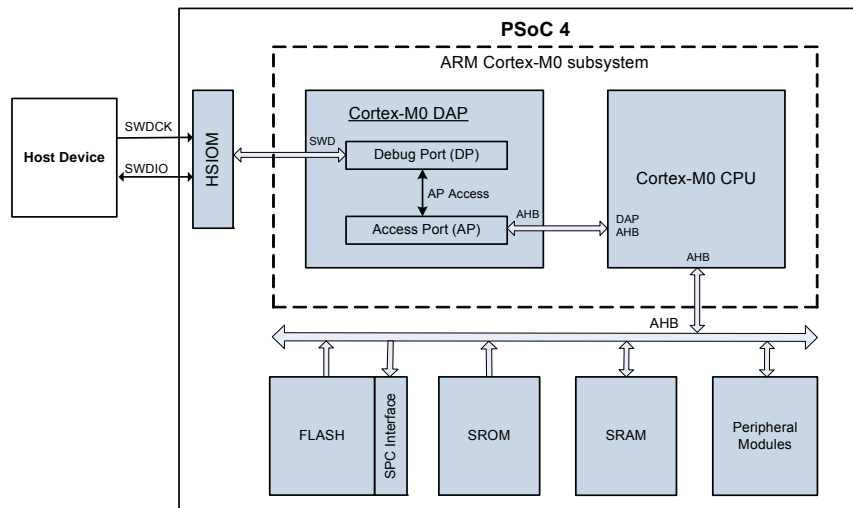 PSoC 4
ARM Cortex-M0 subsystem
Host Device
SWDCK
SWDIO
HSIOM
SWD
Cortex-M0 DAP
Debug Port (DP)
AP Access
Access Port (AP)
AHB
Cortex-M0 CPU
DAP
AHB
AHB
AHB
FLASH
SPC Interface
SROM
SRAM
Peripheral
Modules